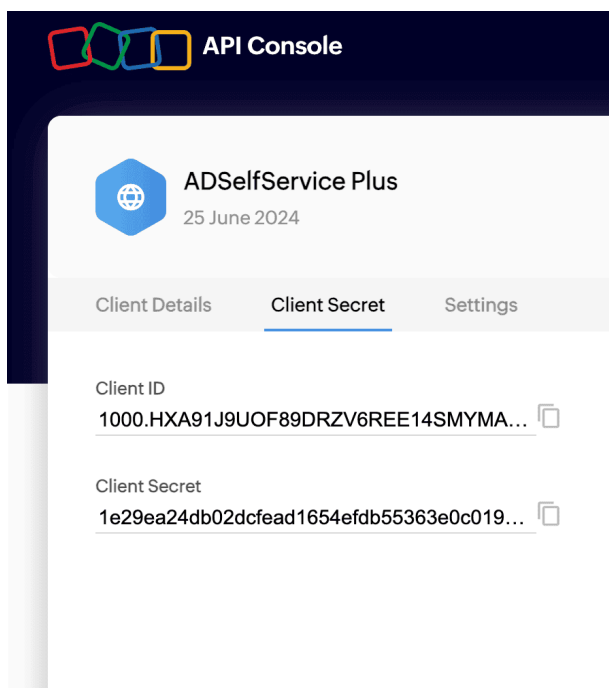 API Console
ADSelfService Plus
25 June 2024
Client Details Client Secret Settings
Client ID
1000.HXA91J9UOF89DRZV6REE14SMYMA...
Client Secret
1e29ea24db02dcfead1654efdb55363e0c019...